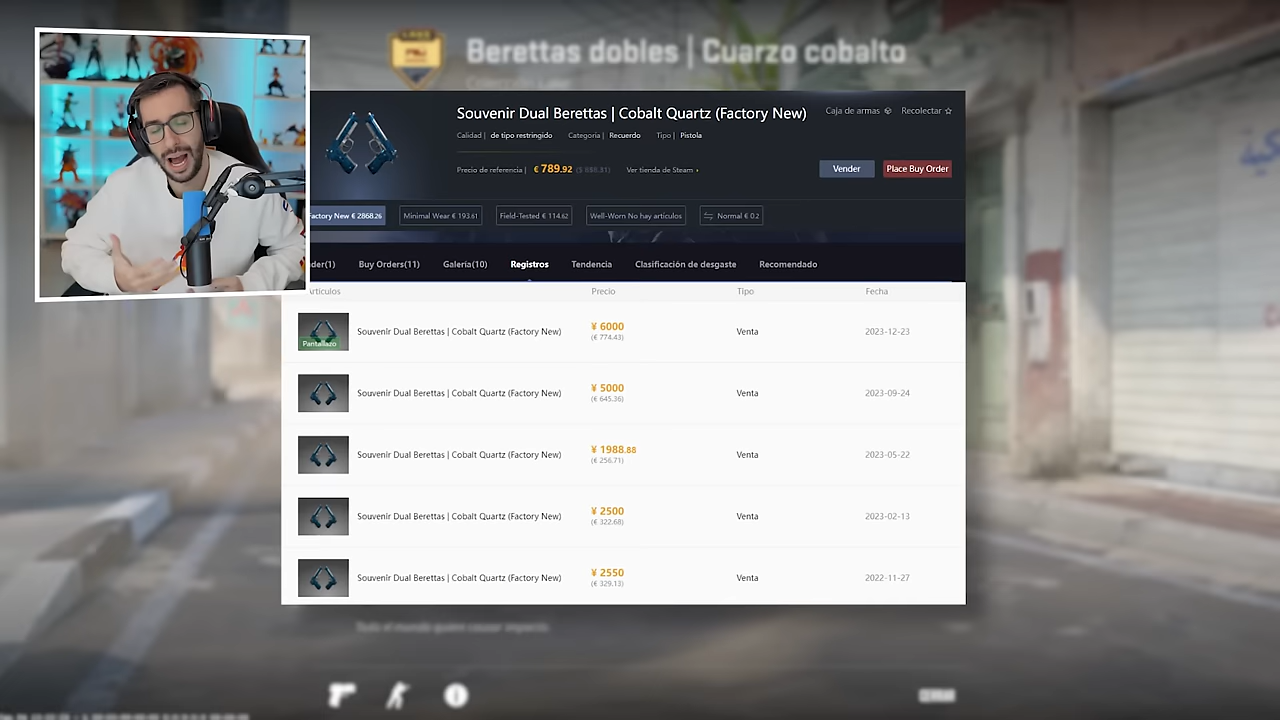 Berettas dobles | Cuarzo cobalto
Souvenir Dual Berettas | Cobalt Quartz (Factory New)
Caja de armas
Recolectar
Calidad | de tipo restringido Categoria | Recuerdo Tipo | Pistola
Precio de referencia | € 789.92 ($ 888.31) Ver tienda de Steam
Vender
Place Buy Order
Factory New € 2868.26
Minimal Wear € 193.61
Field-Tested € 114.62
Well-Worn No hay artículos
Normal € 0.2
der(1)
Buy Orders(11)
Galería(10)
Registros
Tendencia
Clasificación de desgaste
Recomendado
Artículos Precio Tipo Fecha
Pantallazo
Souvenir Dual Berettas | Cobalt Quartz (Factory New) ¥ 6000 Venta 2023-12-23
(€ 774.43)
Souvenir Dual Berettas | Cobalt Quartz (Factory New) ¥ 5000 Venta 2023-09-24
(€ 645.36)
Souvenir Dual Berettas | Cobalt Quartz (Factory New) ¥ 1988.88 Venta 2023-05-22
(€ 256.71)
Souvenir Dual Berettas | Cobalt Quartz (Factory New) ¥ 2500 Venta 2023-02-13
(€ 322.68)
Souvenir Dual Berettas | Cobalt Quartz (Factory New) ¥ 2550 Venta 2022-11-27
(€ 329.13)
CERRAR